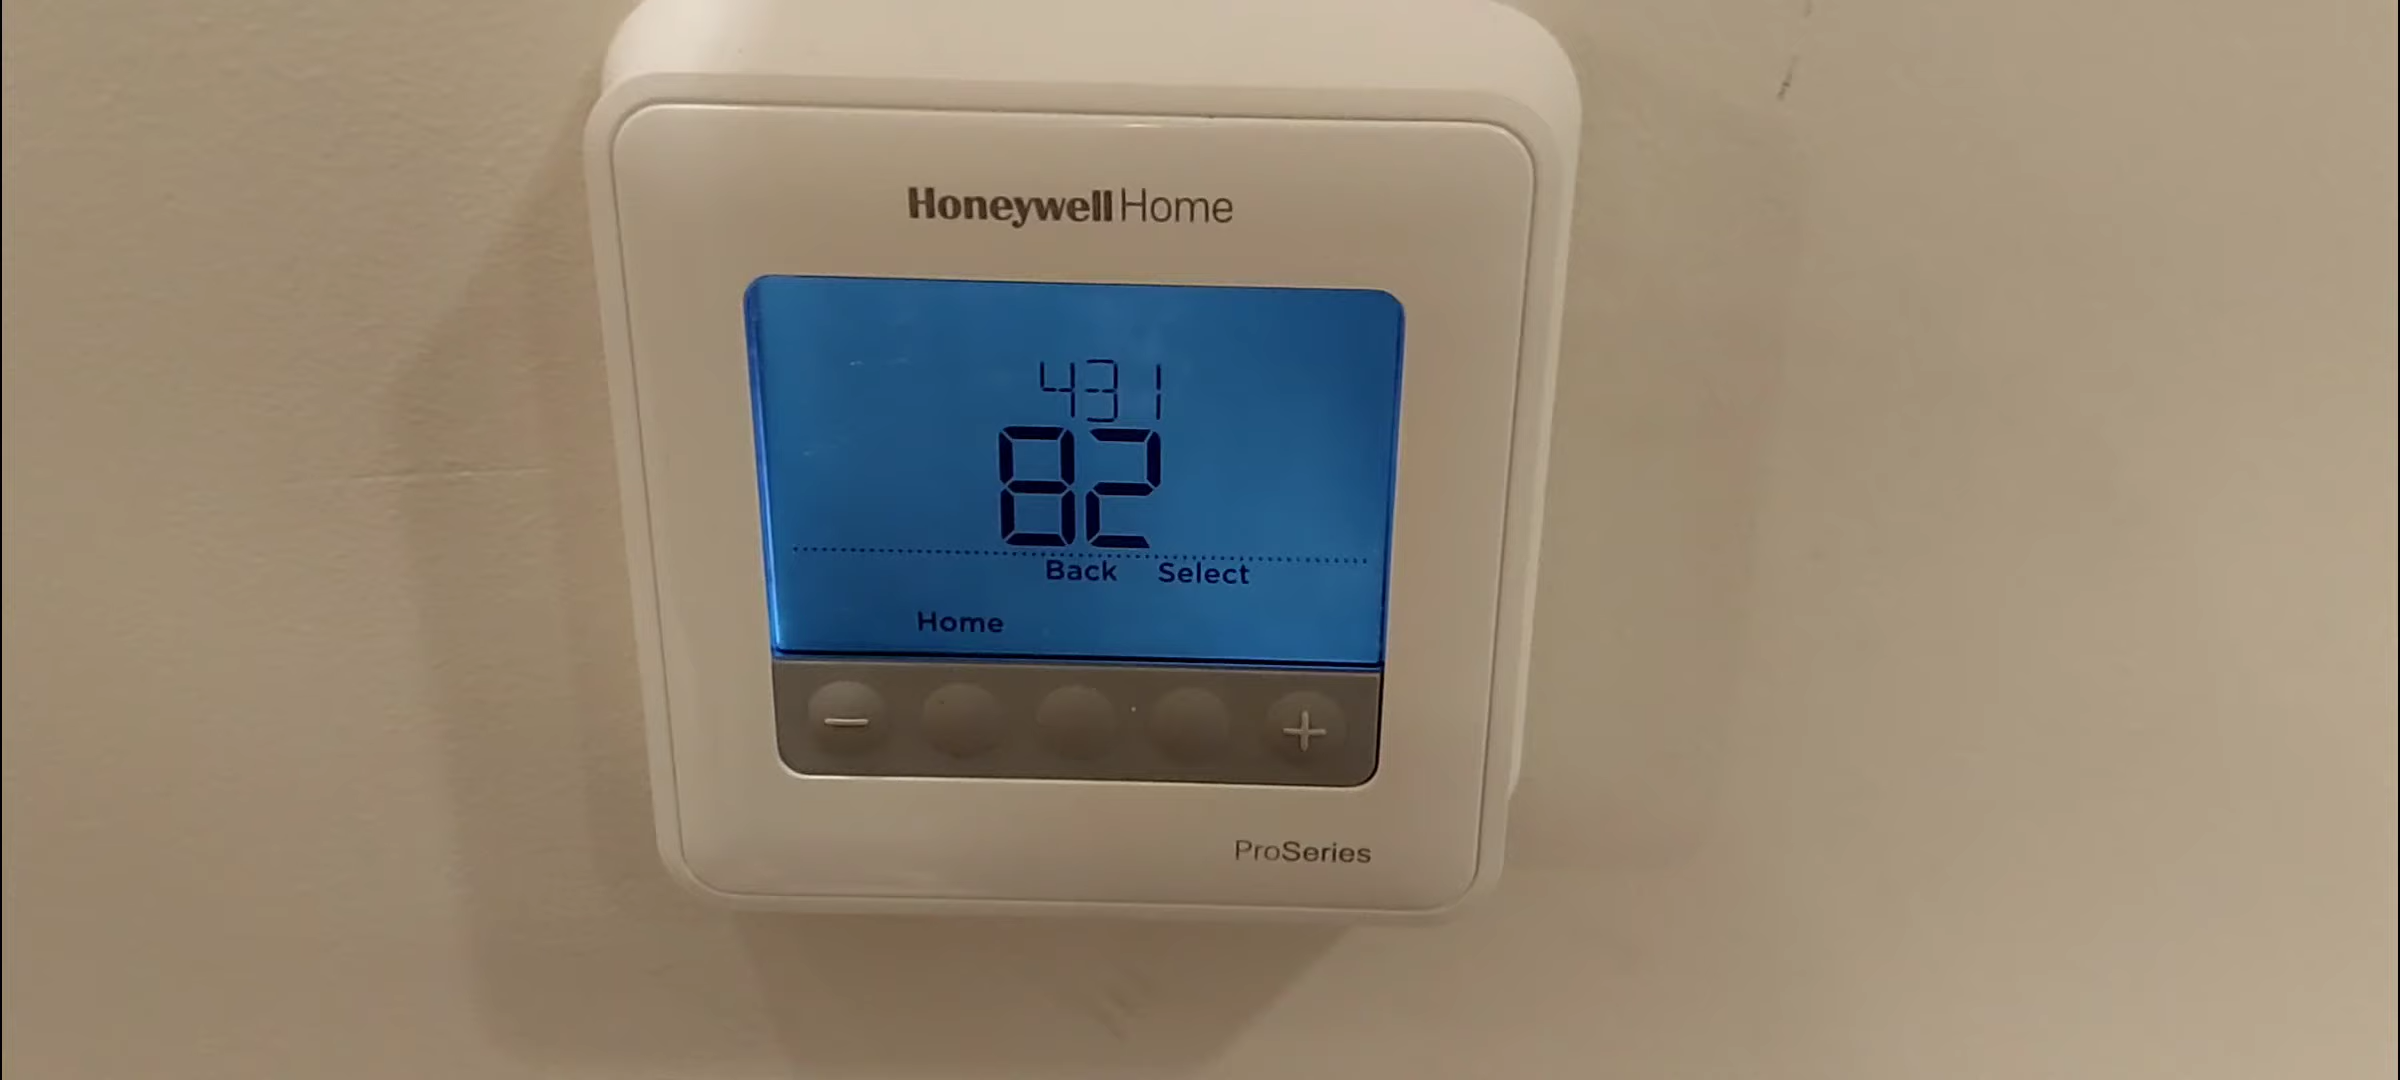 Honeywell Home
431
82
Back Select
Home
− +
ProSeries